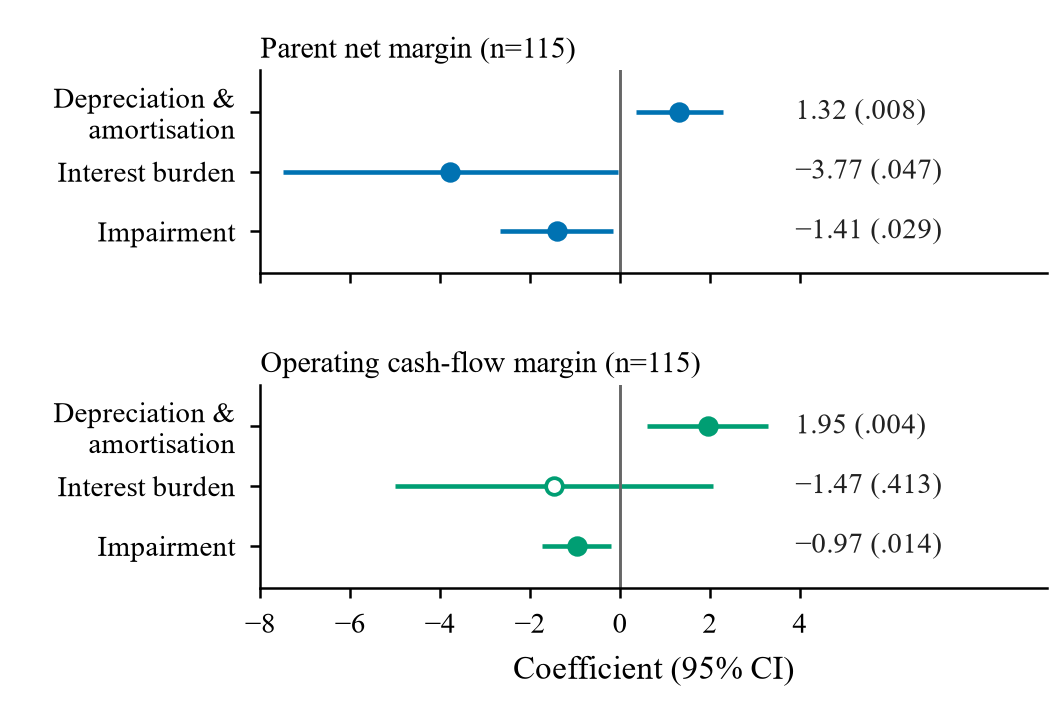 Parent net margin (n=115)
Depreciation &
amortisation
1.32 (.008)
Interest burden
−3.77 (.047)
Impairment
−1.41 (.029)
Operating cash-flow margin (n=115)
Depreciation &
amortisation
1.95 (.004)
Interest burden
−1.47 (.413)
Impairment
−0.97 (.014)
−8 −6 −4 −2 0 2 4
Coefficient (95% CI)